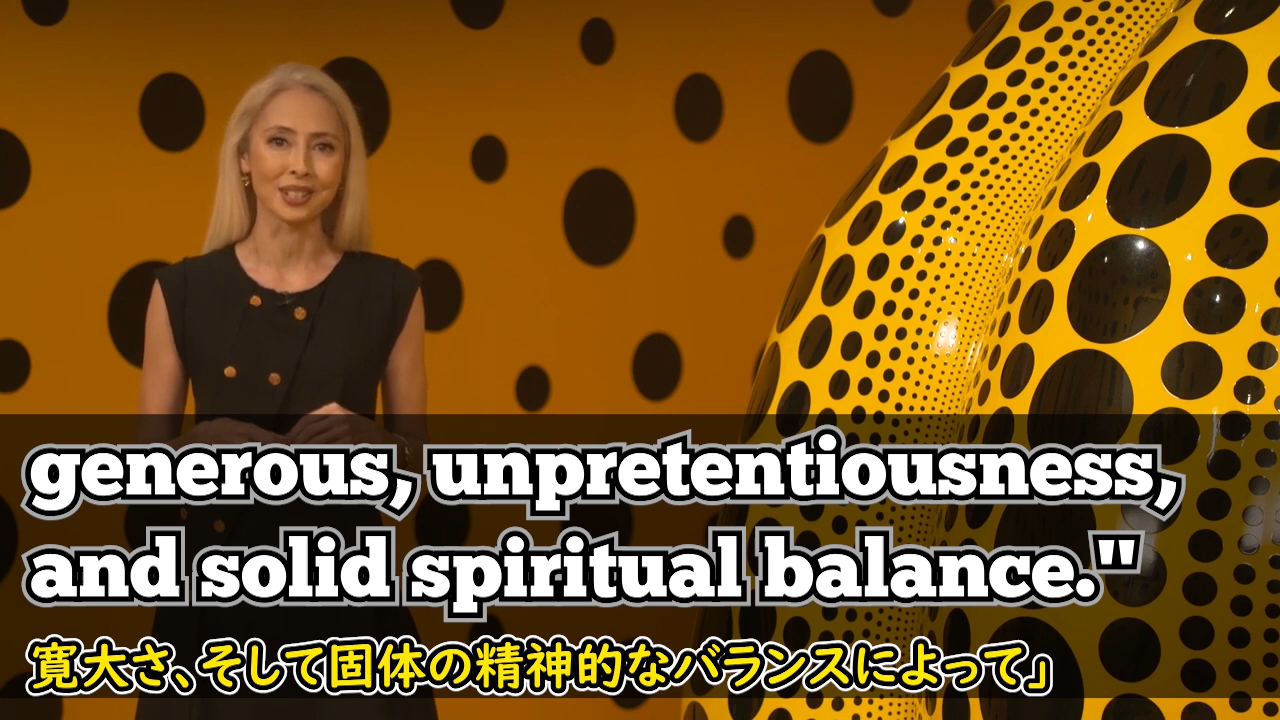 generous, unpretentiousness,
and solid spiritual balance."
寛大さ、そして固体の精神的なバランスによって」